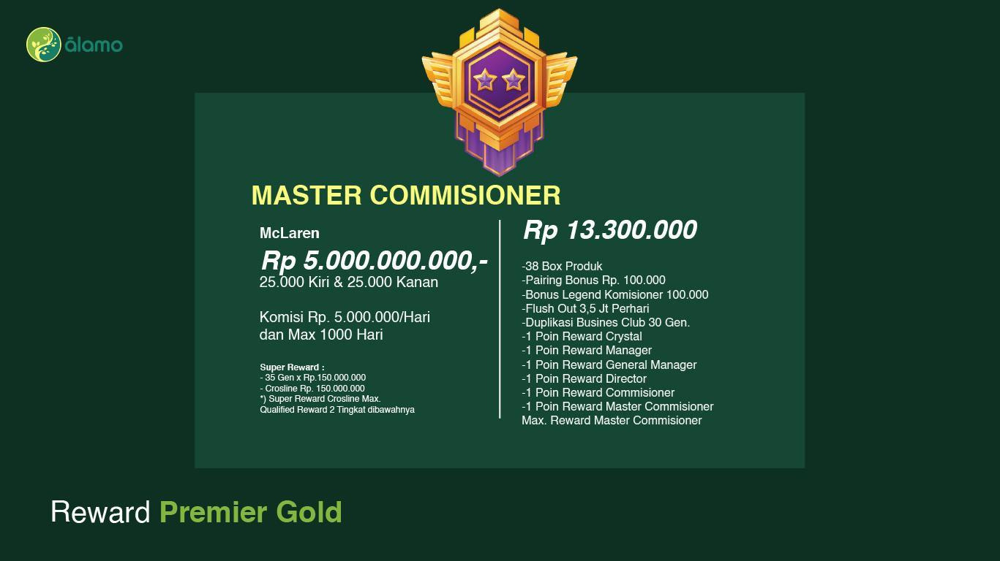 ālamo
MASTER COMMISIONER
McLaren
Rp 5.000.000.000,-
25.000 Kiri & 25.000 Kanan
Komisi Rp. 5.000.000/Hari
dan Max 1000 Hari
Super Reward :
- 35 Gen x Rp.150.000.000
- Crosline Rp. 150.000.000
*) Super Reward Crosline Max.
Qualified Reward 2 Tingkat dibawahnya
Rp 13.300.000
-38 Box Produk
-Pairing Bonus Rp. 100.000
-Bonus Legend Komisioner 100.000
-Flush Out 3,5 Jt Perhari
-Duplikasi Busines Club 30 Gen.
-1 Poin Reward Crystal
-1 Poin Reward Manager
-1 Poin Reward General Manager
-1 Poin Reward Director
-1 Poin Reward Commisioner
-1 Poin Reward Master Commisioner
Max. Reward Master Commisioner
Reward Premier Gold